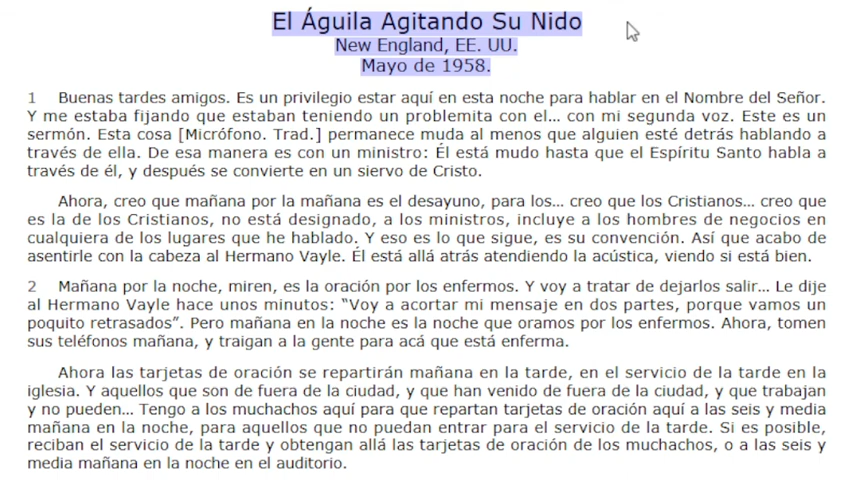 El Águila Agitando Su Nido
New England, EE. UU.
Mayo de 1958.
1 Buenas tardes amigos. Es un privilegio estar aquí en esta noche para hablar en el Nombre del Señor.
Y me estaba fijando que estaban teniendo un problemita con el... con mi segunda voz. Este es un
sermón. Esta cosa [Micrófono. Trad.] permanece muda al menos que alguien esté detrás hablando a
través de ella. De esa manera es con un ministro: Él está mudo hasta que el Espíritu Santo habla a
través de él, y después se convierte en un siervo de Cristo.
Ahora, creo que mañana por la mañana es el desayuno, para los... creo que los Cristianos... creo que
es la de los Cristianos, no está designado, a los ministros, incluye a los hombres de negocios en
cualquiera de los lugares que he hablado. Y eso es lo que sigue, es su convención. Así que acabo de
asentirle con la cabeza al Hermano Vayle. Él está allá atrás atendiendo la acústica, viendo si está bien.
2 Mañana por la noche, miren, es la oración por los enfermos. Y voy a tratar de dejarlos salir... Le dije
al Hermano Vayle hace unos minutos: “Voy a acortar mi mensaje en dos partes, porque vamos un
poquito retrasados”. Pero mañana en la noche es la noche que oramos por los enfermos. Ahora, tomen
sus teléfonos mañana, y traigan a la gente para acá que está enferma.
Ahora las tarjetas de oración se repartirán mañana en la tarde, en el servicio de la tarde en la
iglesia. Y aquellos que son de fuera de la ciudad, y que han venido de fuera de la ciudad, y que trabajan
y no pueden... Tengo a los muchachos aquí para que repartan tarjetas de oración aquí a las seis y media
mañana en la noche, para aquellos que no puedan entrar para el servicio de la tarde. Si es posible,
reciban el servicio de la tarde y obtengan allá las tarjetas de oración de los muchachos, o a las seis y
media mañana en la noche en el auditorio.